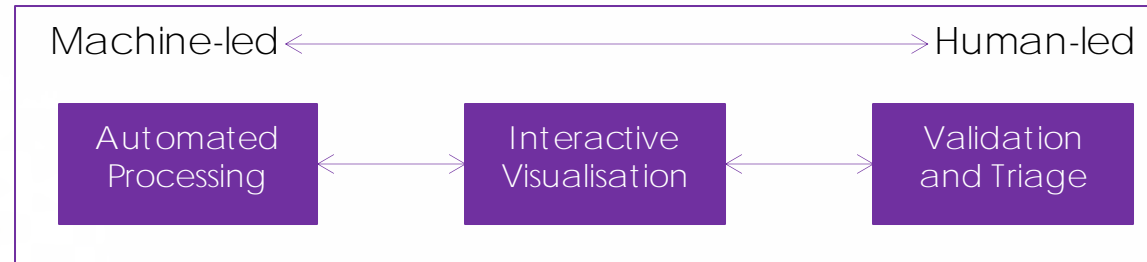 Machine-led Human-led
Automated
Processing
Interactive
Visualisation
Validation
and Triage